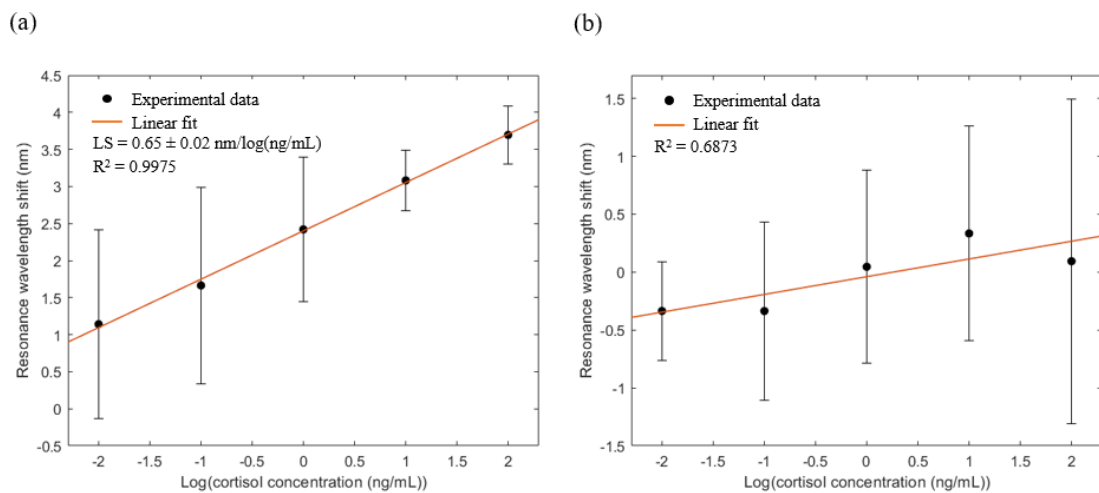 (a)
(b)
4.5
4
3.5
3
2.5
2
1.5
1
0.5
0
-0.5
Resonance wavelength shift (nm)
Experimental data
Linear fit
LS = 0.65 ± 0.02 nm/log(ng/mL)
R² = 0.9975
-2 -1.5 -1 -0.5 0 0.5 1 1.5 2
Log(cortisol concentration (ng/mL))
1.5
1
0.5
0
-0.5
-1
-1.5
Resonance wavelength shift (nm)
Experimental data
Linear fit
R² = 0.6873
-2 -1.5 -1 -0.5 0 0.5 1 1.5 2
Log(cortisol concentration (ng/mL))